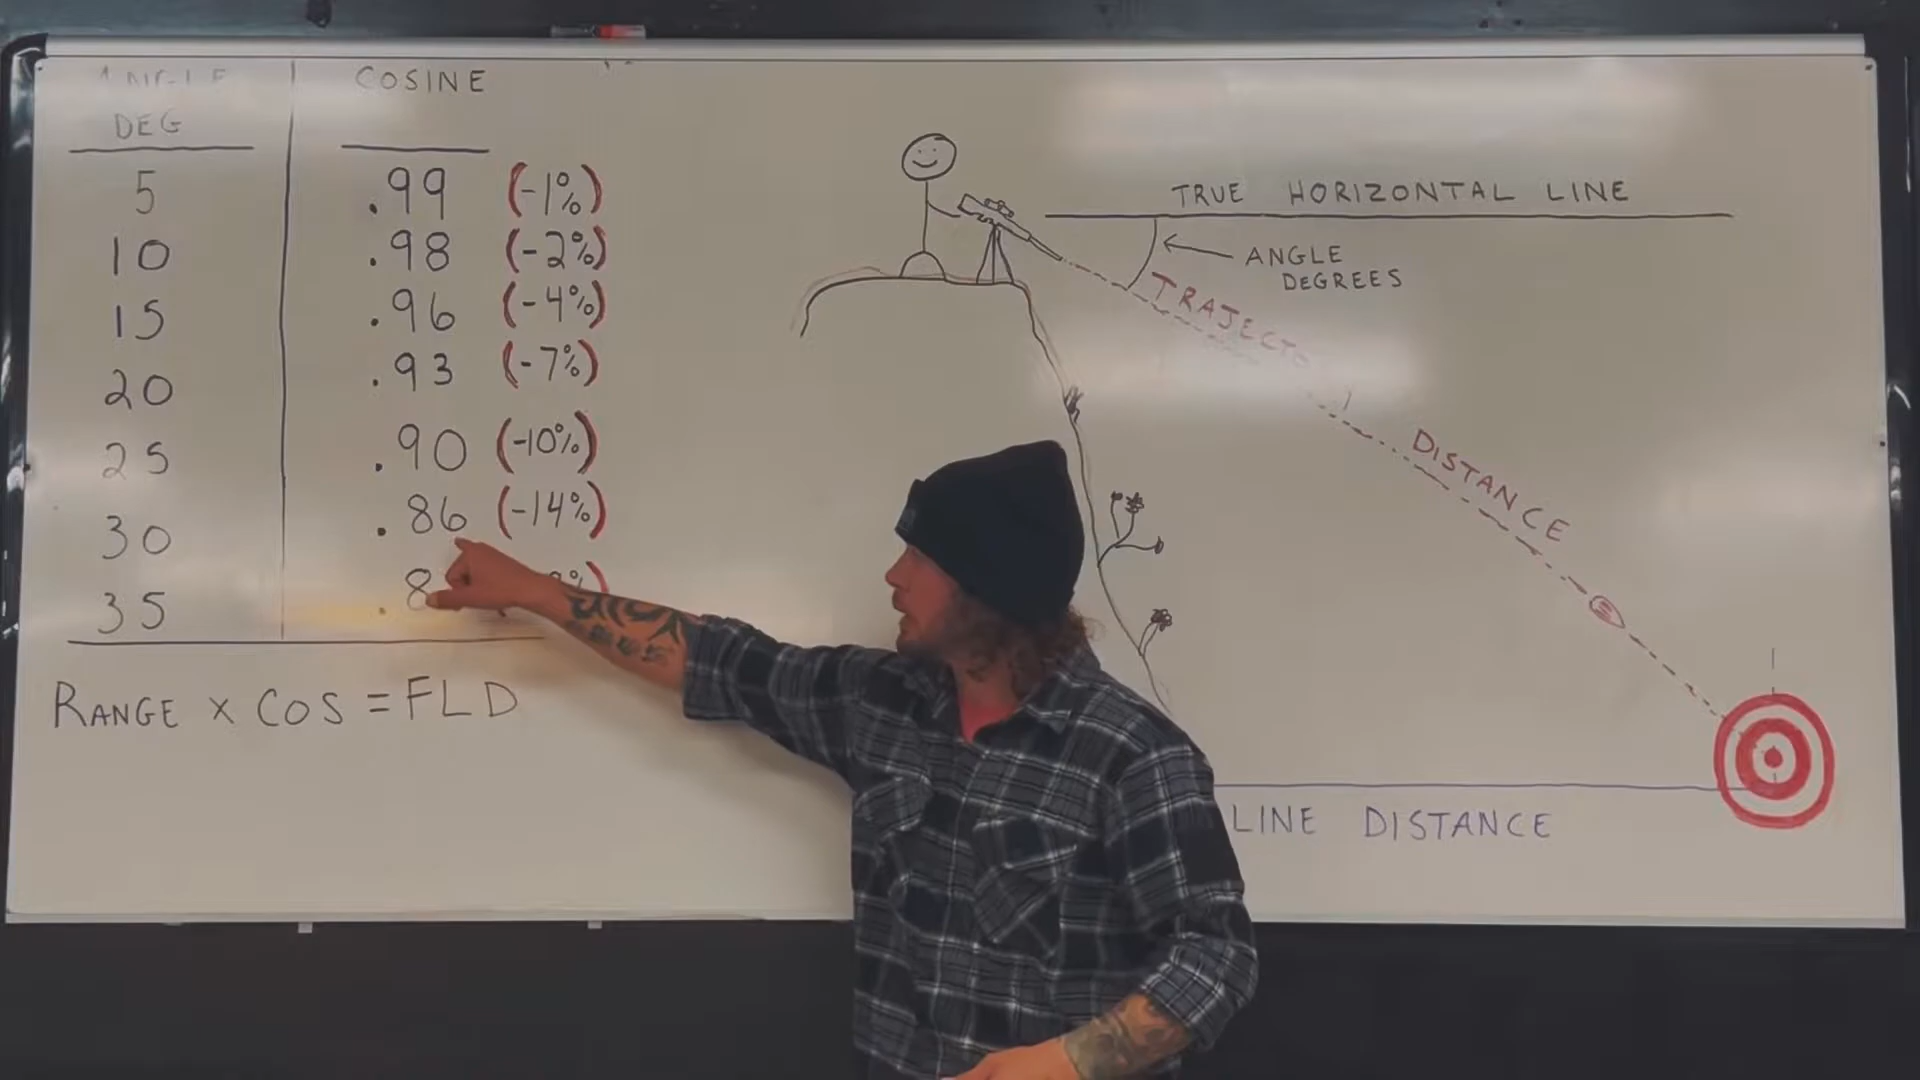 ANGLE COSINE
DEG
5 .99 (-1%)
10 .98 (-2%)
15 .96 (-4%)
20 .93 (-7%)
25 .90 (-10%)
30 .86 (-14%)
35
RANGE x COS = FLD
TRUE HORIZONTAL LINE
ANGLE
DEGREES
DISTANCE
LINE DISTANCE